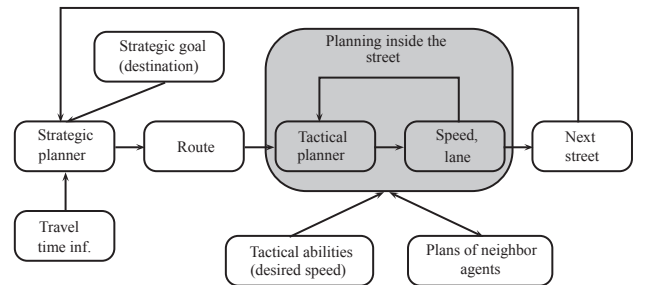 Strategic goal
(destination)
Planning inside the
street
Strategic
planner
Route
Tactical
planner
Speed,
lane
Next
street
Travel
time inf.
Tactical abilities
(desired speed)
Plans of neighbor
agents